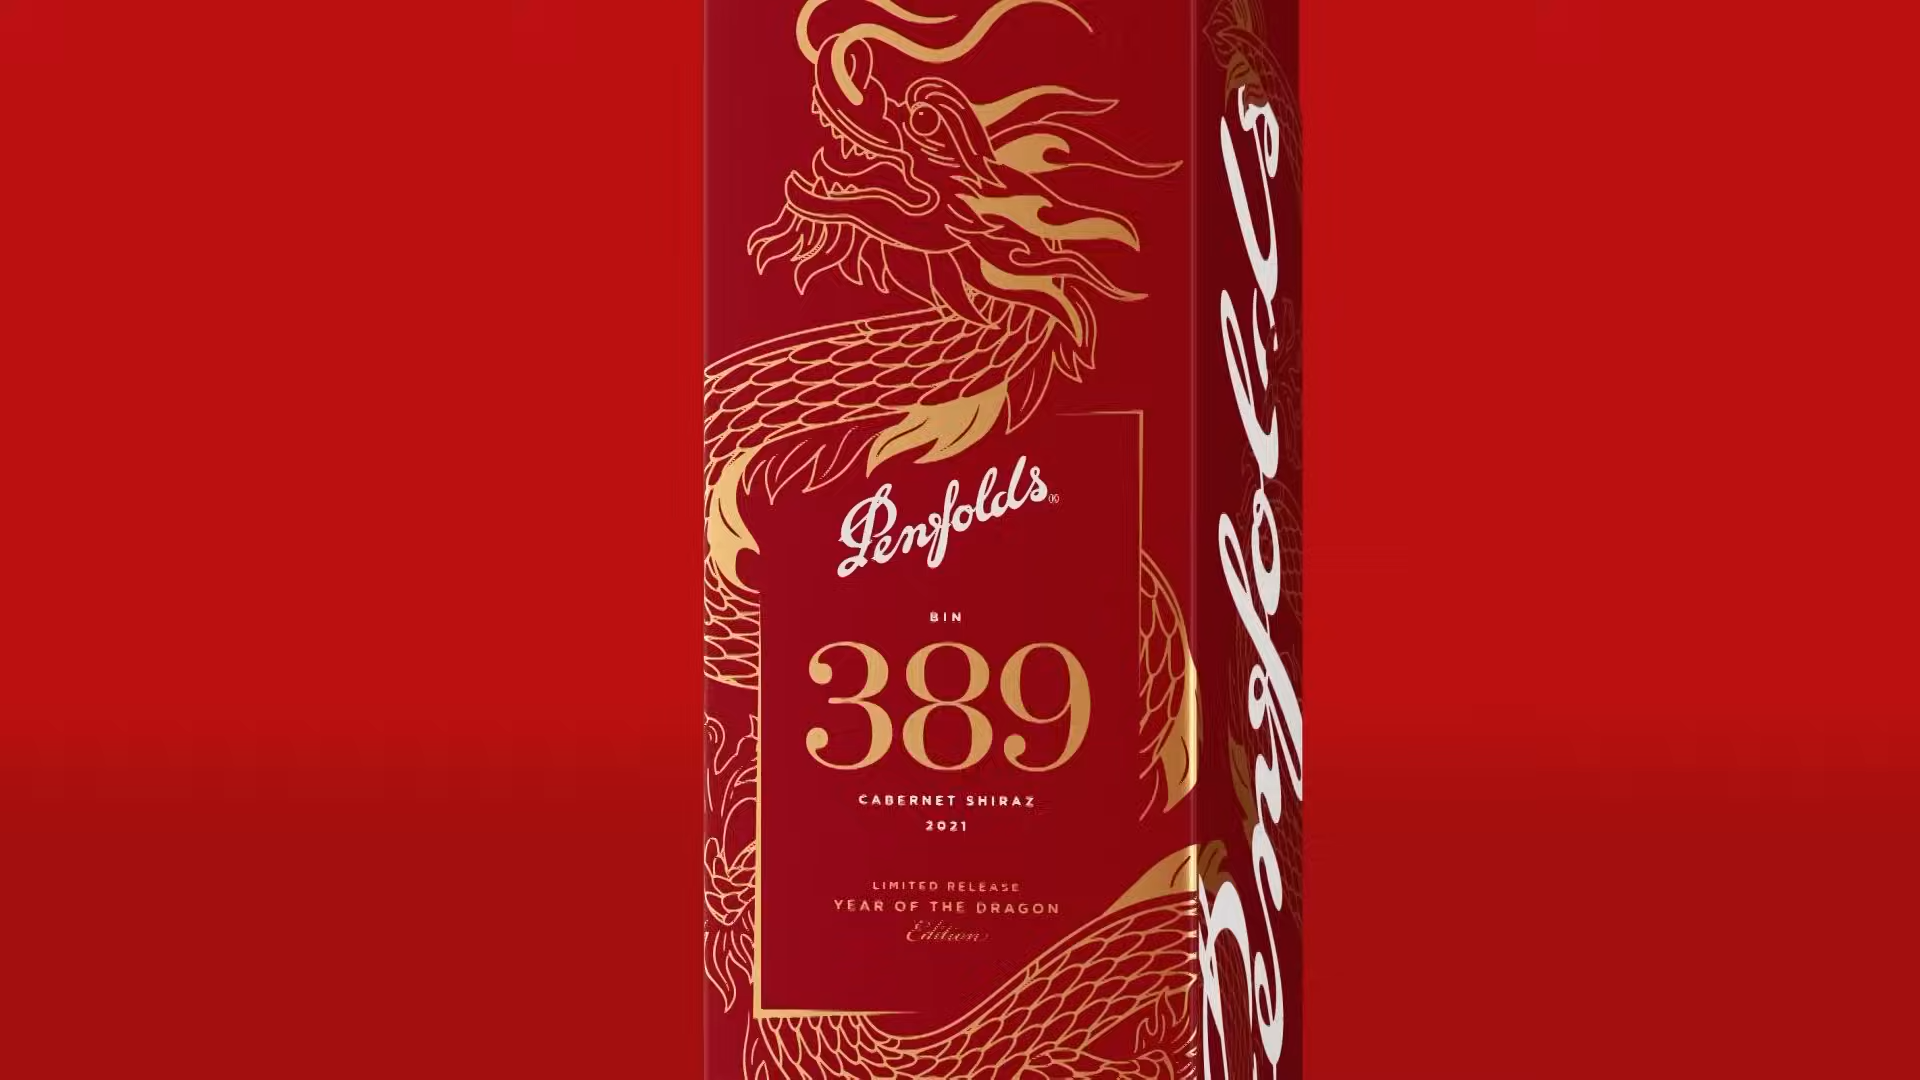 Penfolds®
BIN
389
CABERNET SHIRAZ
2021
LIMITED RELEASE
YEAR OF THE DRAGON
Edition
Penfolds